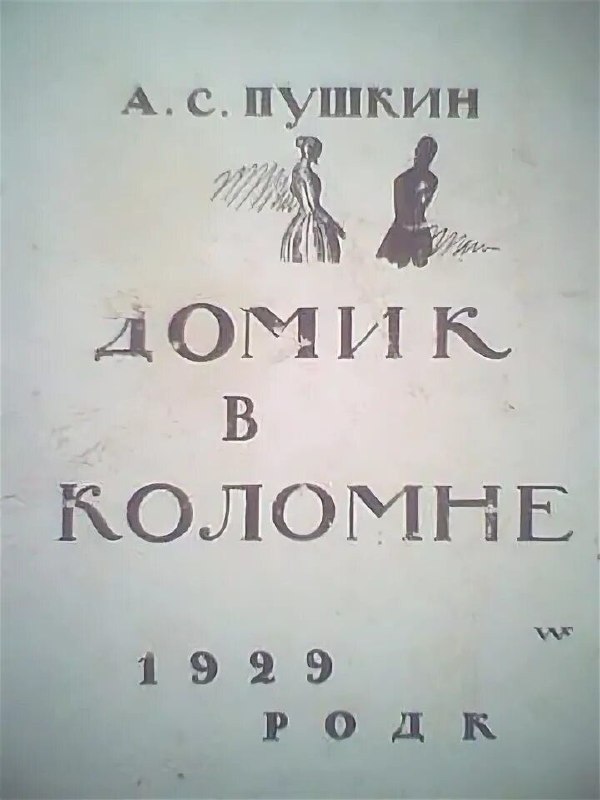 А. С. ПУШКИН
ДОМИК
В
КОЛОМНЕ
1929
РОДК